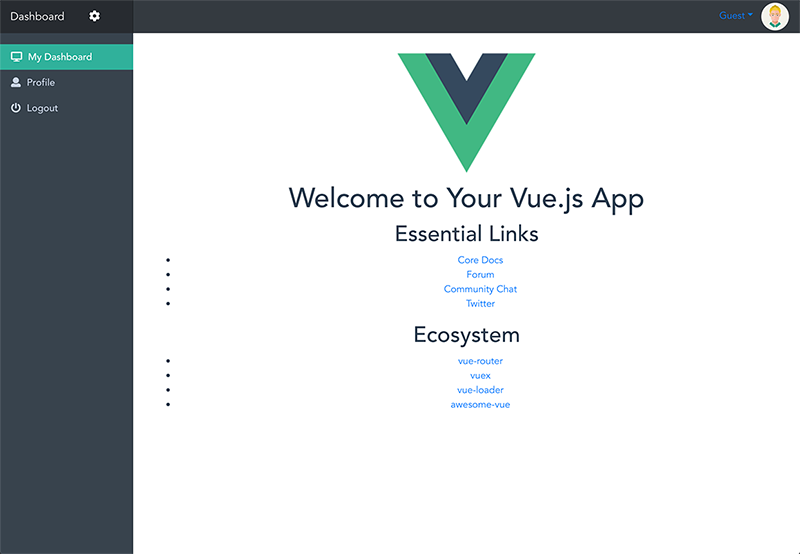 Dashboard
Guest
My Dashboard
Profile
Logout
Welcome to Your Vue.js App
Essential Links
Core Docs
Forum
Community Chat
Twitter
Ecosystem
vue-router
vuex
vue-loader
awesome-vue